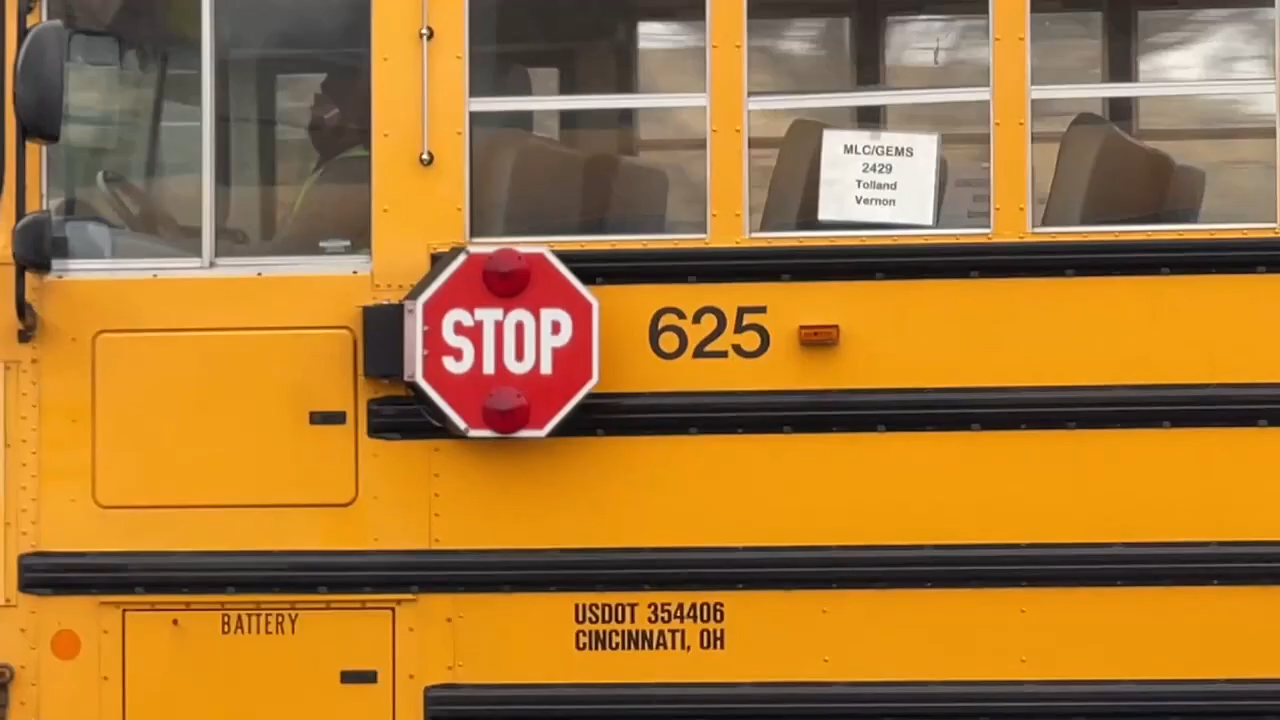 MLC/GEMS
2429
Tolland
Vernon
STOP
625
BATTERY
USDOT 354406
CINCINNATI, OH